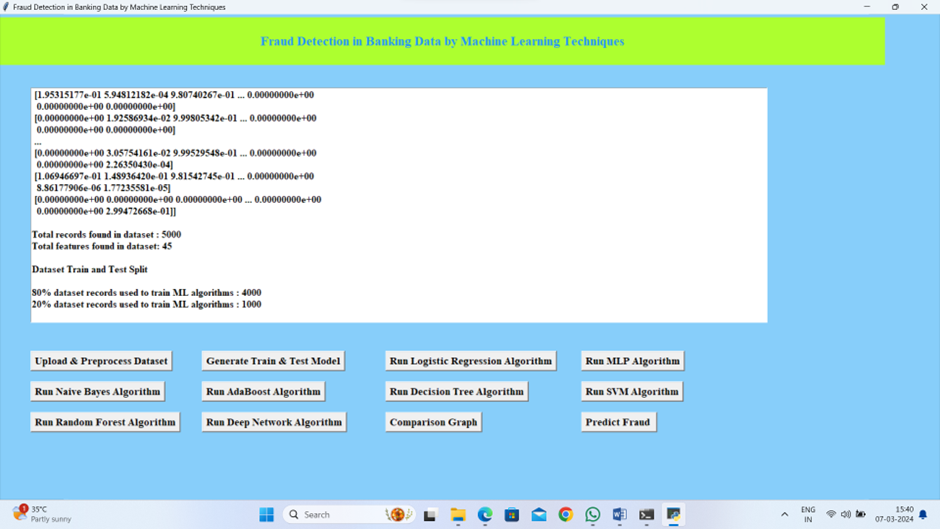 Fraud Detection in Banking Data by Machine Learning Techniques
Fraud Detection in Banking Data by Machine Learning Techniques
[1.95315177e-01 5.94812182e-04 9.80740267e-01 ... 0.00000000e+00
0.00000000e+00 0.00000000e+00]
[0.00000000e+00 1.92586934e-02 9.99805342e-01 ... 0.00000000e+00
0.00000000e+00 0.00000000e+00]
...
[0.00000000e+00 3.05754161e-02 9.99529548e-01 ... 0.00000000e+00
0.00000000e+00 2.26350430e-04]
[1.06946697e-01 1.48936420e-01 9.81542745e-01 ... 0.00000000e+00
8.86177906e-06 1.77235581e-05]
[0.00000000e+00 0.00000000e+00 0.00000000e+00 ... 0.00000000e+00
0.00000000e+00 2.99472668e-01]]
Total records found in dataset : 5000
Total features found in dataset: 45
Dataset Train and Test Split
80% dataset records used to train ML algorithms : 4000
20% dataset records used to train ML algorithms : 1000
Upload & Preprocess Dataset Generate Train & Test Model Run Logistic Regression Algorithm Run MLP Algorithm
Run Naive Bayes Algorithm Run AdaBoost Algorithm Run Decision Tree Algorithm Run SVM Algorithm
Run Random Forest Algorithm Run Deep Network Algorithm Comparison Graph Predict Fraud
1 35°C Search ENG 15:40
Partly sunny IN 07-03-2024